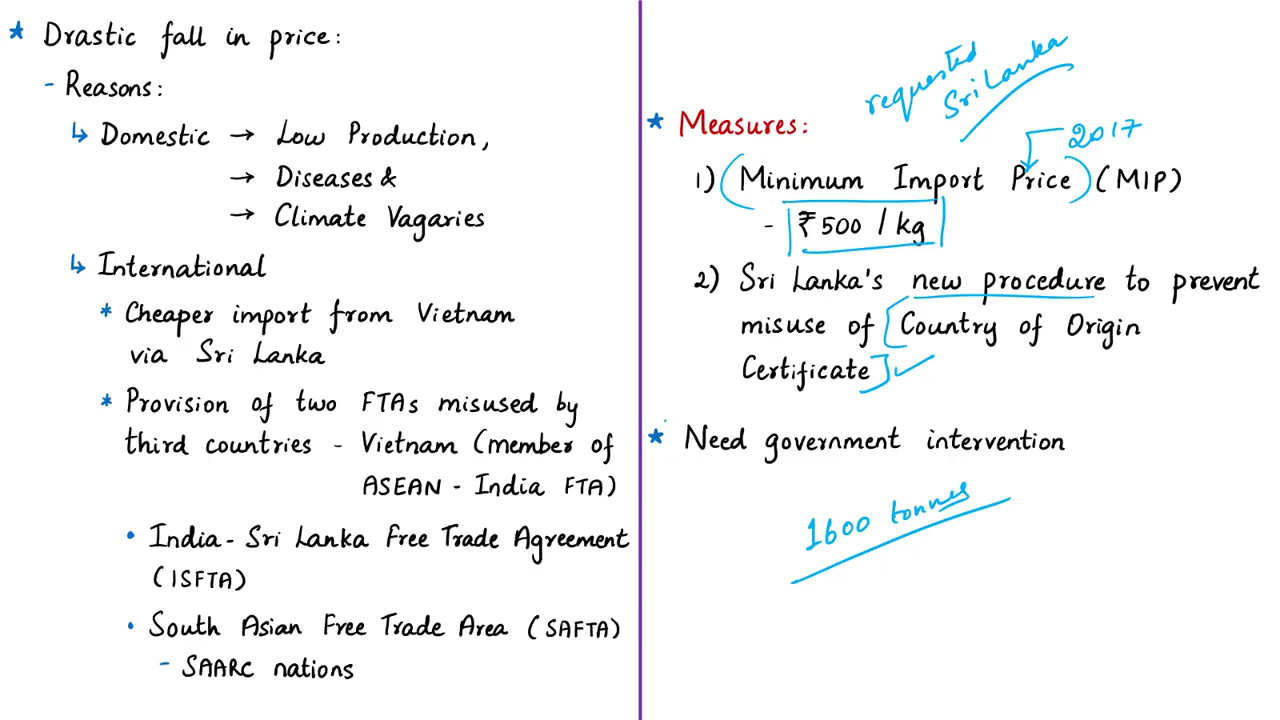 * Drastic fall in price:
- Reasons:
↳ Domestic → Low Production,
→ Diseases &
→ Climate Vagaries
↳ International
* Cheaper import from Vietnam
via Sri Lanka
* Provision of two FTAs misused by
third countries - Vietnam (member of
ASEAN - India FTA)
• India - Sri Lanka Free Trade Agreement
(ISFTA)
• South Asian Free Trade Area (SAFTA)
- SAARC nations
requested
Sri Lanka
* Measures:
2017
1) (Minimum Import Price) (MIP)
- ₹500 / kg
2) Sri Lanka's new procedure to prevent
misuse of [Country of Origin
Certificate]
* Need government intervention
1600 tonnes